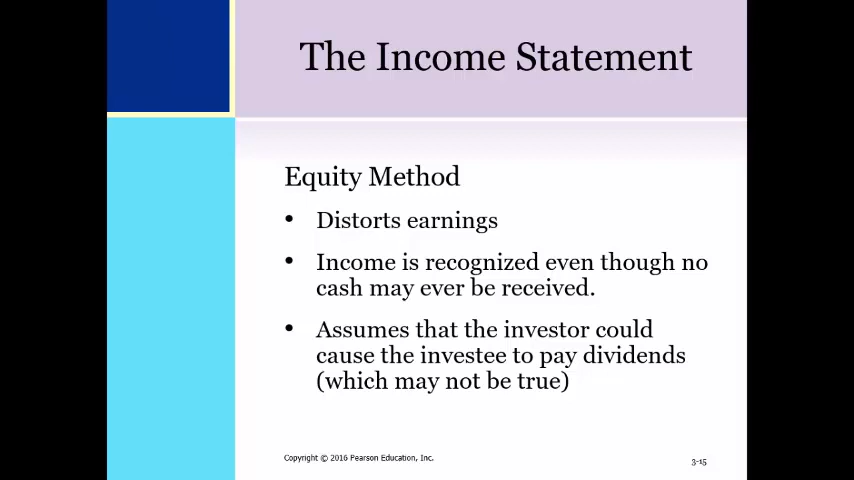 The Income Statement
Equity Method
• Distorts earnings
• Income is recognized even though no
cash may ever be received.
• Assumes that the investor could
cause the investee to pay dividends
(which may not be true)
Copyright © 2016 Pearson Education, Inc.
3-15